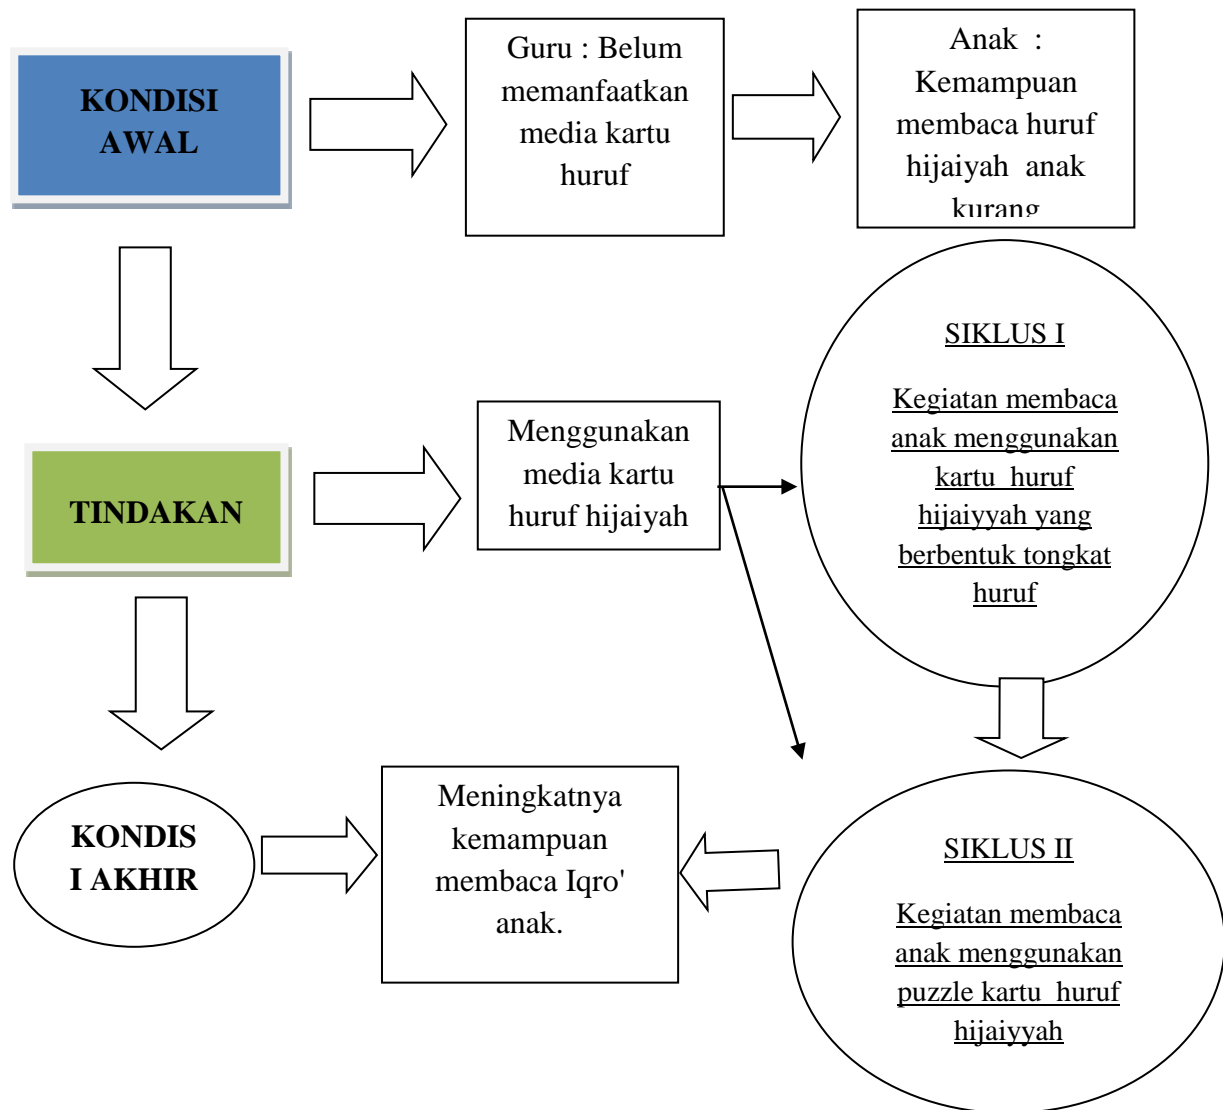 KONDISI
AWAL
Guru : Belum
memanfaatkan
media kartu
huruf
Anak :
Kemampuan
membaca huruf
hijaiyah anak
kurang
SIKLUS I
Kegiatan membaca
anak menggunakan
kartu huruf
hijaiyyah yang
berbentuk tongkat
huruf
TINDAKAN
Menggunakan
media kartu
huruf hijaiyah
KONDIS
I AKHIR
Meningkatnya
kemampuan
membaca Iqro'
anak.
SIKLUS II
Kegiatan membaca
anak menggunakan
puzzle kartu huruf
hijaiyyah